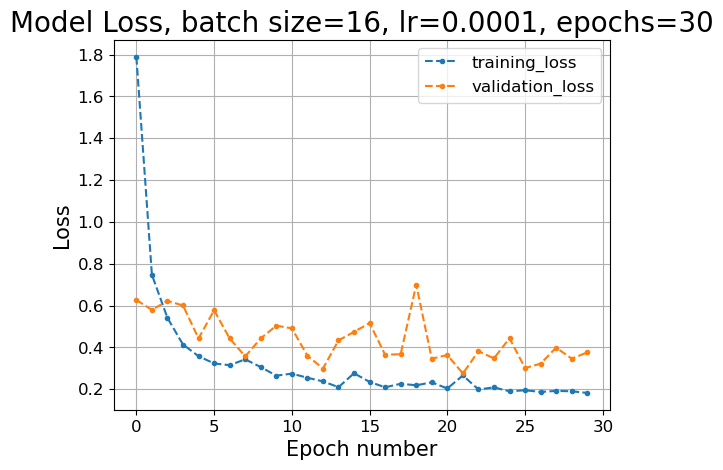 Model Loss, batch size=16, lr=0.0001, epochs=30
training_loss
validation_loss
1.8
1.6
1.4
1.2
1.0
0.8
0.6
0.4
0.2
Loss
0 5 10 15 20 25 30
Epoch number